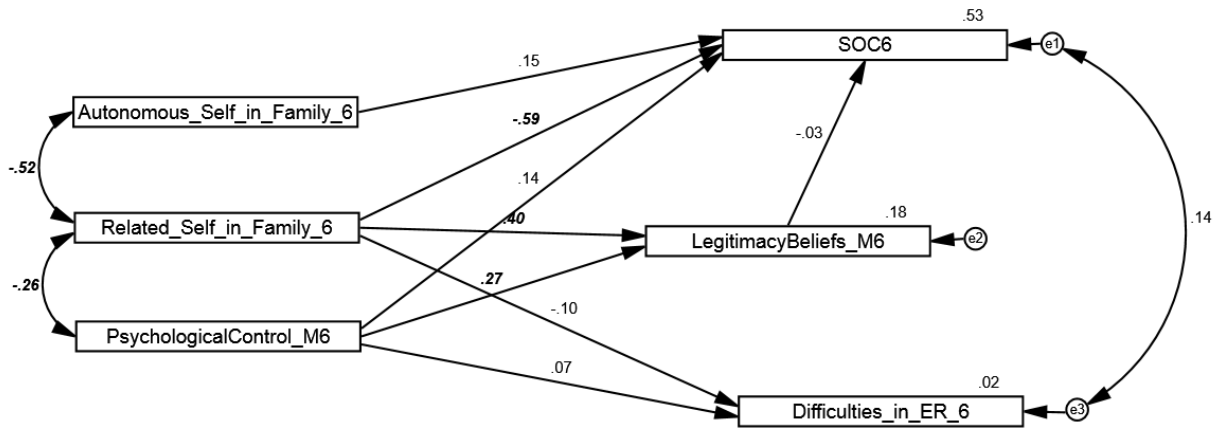 .53
SOC6
e1
.15
Autonomous_Self_in_Family_6
-.59
-.03
-.52
.14
.40
.18
Related_Self_in_Family_6
LegitimacyBeliefs_M6
e2
.14
-.26
.27
-.10
PsychologicalControl_M6
.07
.02
Difficulties_in_ER_6
e3